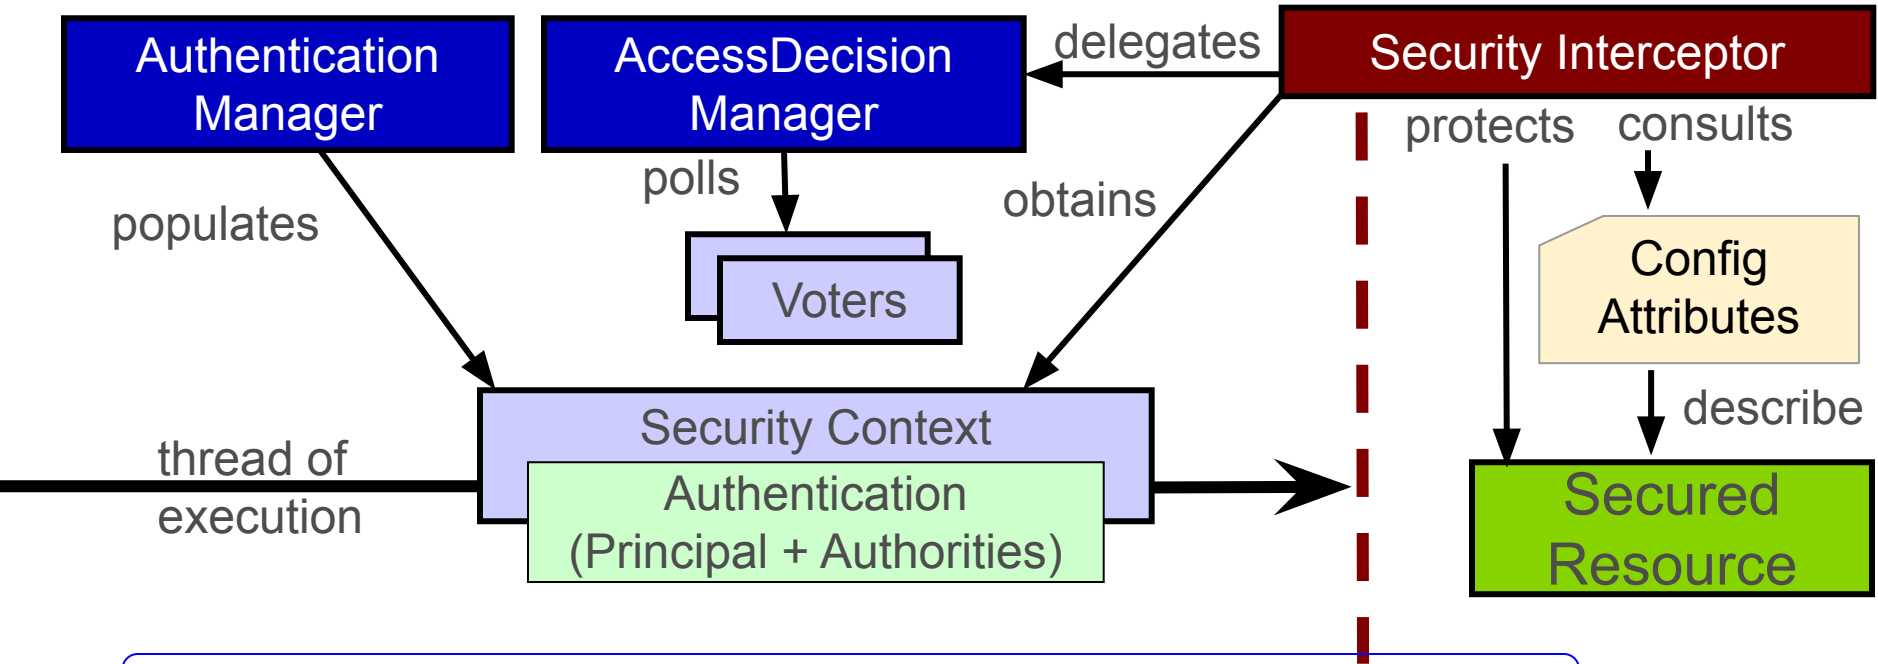 Authentication
Manager
AccessDecision
Manager
delegates
Security Interceptor
protects
consults
polls
obtains
populates
Config
Attributes
Voters
describe
Security Context
thread of
execution
Authentication
(Principal + Authorities)
Secured
Resource